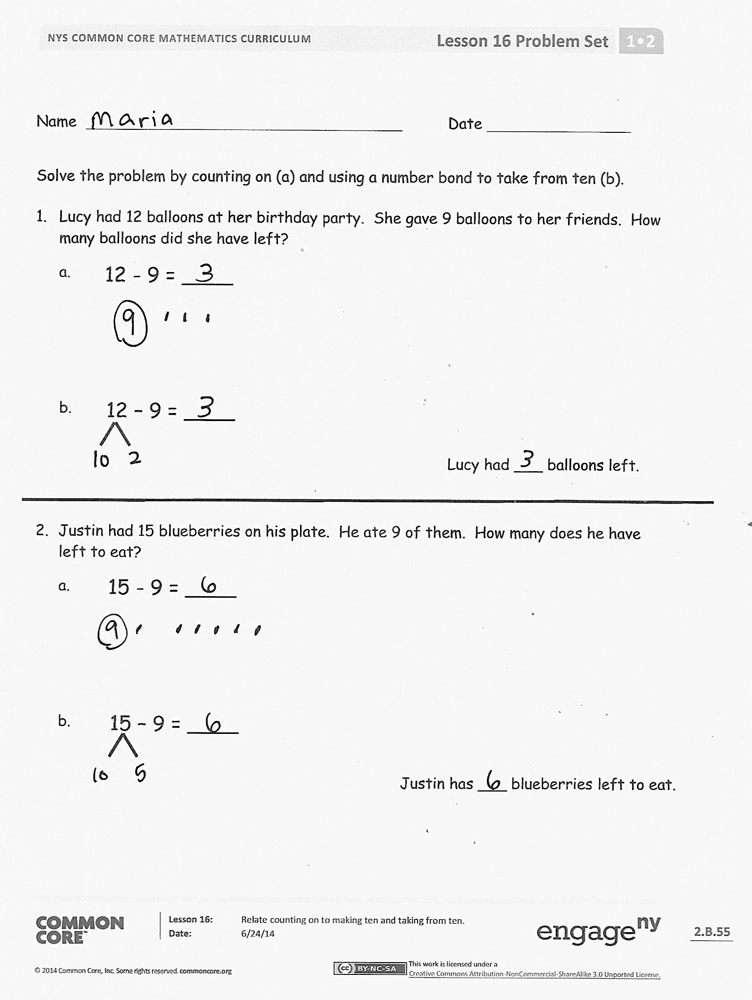 NYS COMMON CORE MATHEMATICS CURRICULUM Lesson 16 Problem Set 1•2
Name Maria Date
Solve the problem by counting on (a) and using a number bond to take from ten (b).
1. Lucy had 12 balloons at her birthday party. She gave 9 balloons to her friends. How
many balloons did she have left?
a. 12 - 9 = 3
9
b. 12 - 9 = 3
10 2
Lucy had 3 balloons left.
2. Justin had 15 blueberries on his plate. He ate 9 of them. How many does he have
left to eat?
a. 15 - 9 = 6
9
b. 15 - 9 = 6
10 5
Justin has 6 blueberries left to eat.
COMMON
CORE™
Lesson 16: Relate counting on to making ten and taking from ten.
Date: 6/24/14
engageny
2.B.55
© 2014 Common Core, Inc. Some rights reserved. commoncore.org
(cc) BY-NC-SA
This work is licensed under a
Creative Commons Attribution-NonCommercial-ShareAlike 3.0 Unported License.